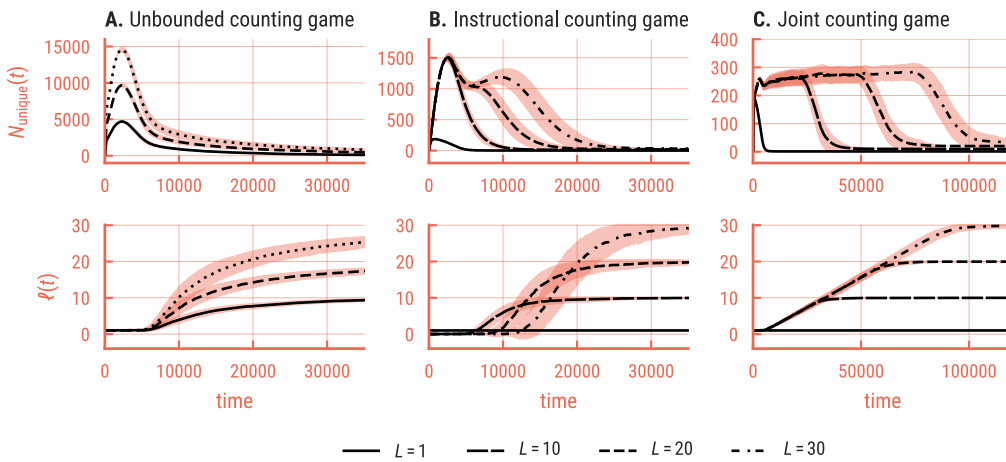 A. Unbounded counting game
B. Instructional counting game
C. Joint counting game
N_unique(t)
15000
10000
5000
0
0 10000 20000 30000
1500
1000
500
0
0 10000 20000 30000
400
300
200
100
0
0 50000 100000
ℓ(t)
30
20
10
0
0 10000 20000 30000
time
30
20
10
0
0 10000 20000 30000
time
30
20
10
0
0 50000 100000
time
L = 1 L = 10 L = 20 L = 30